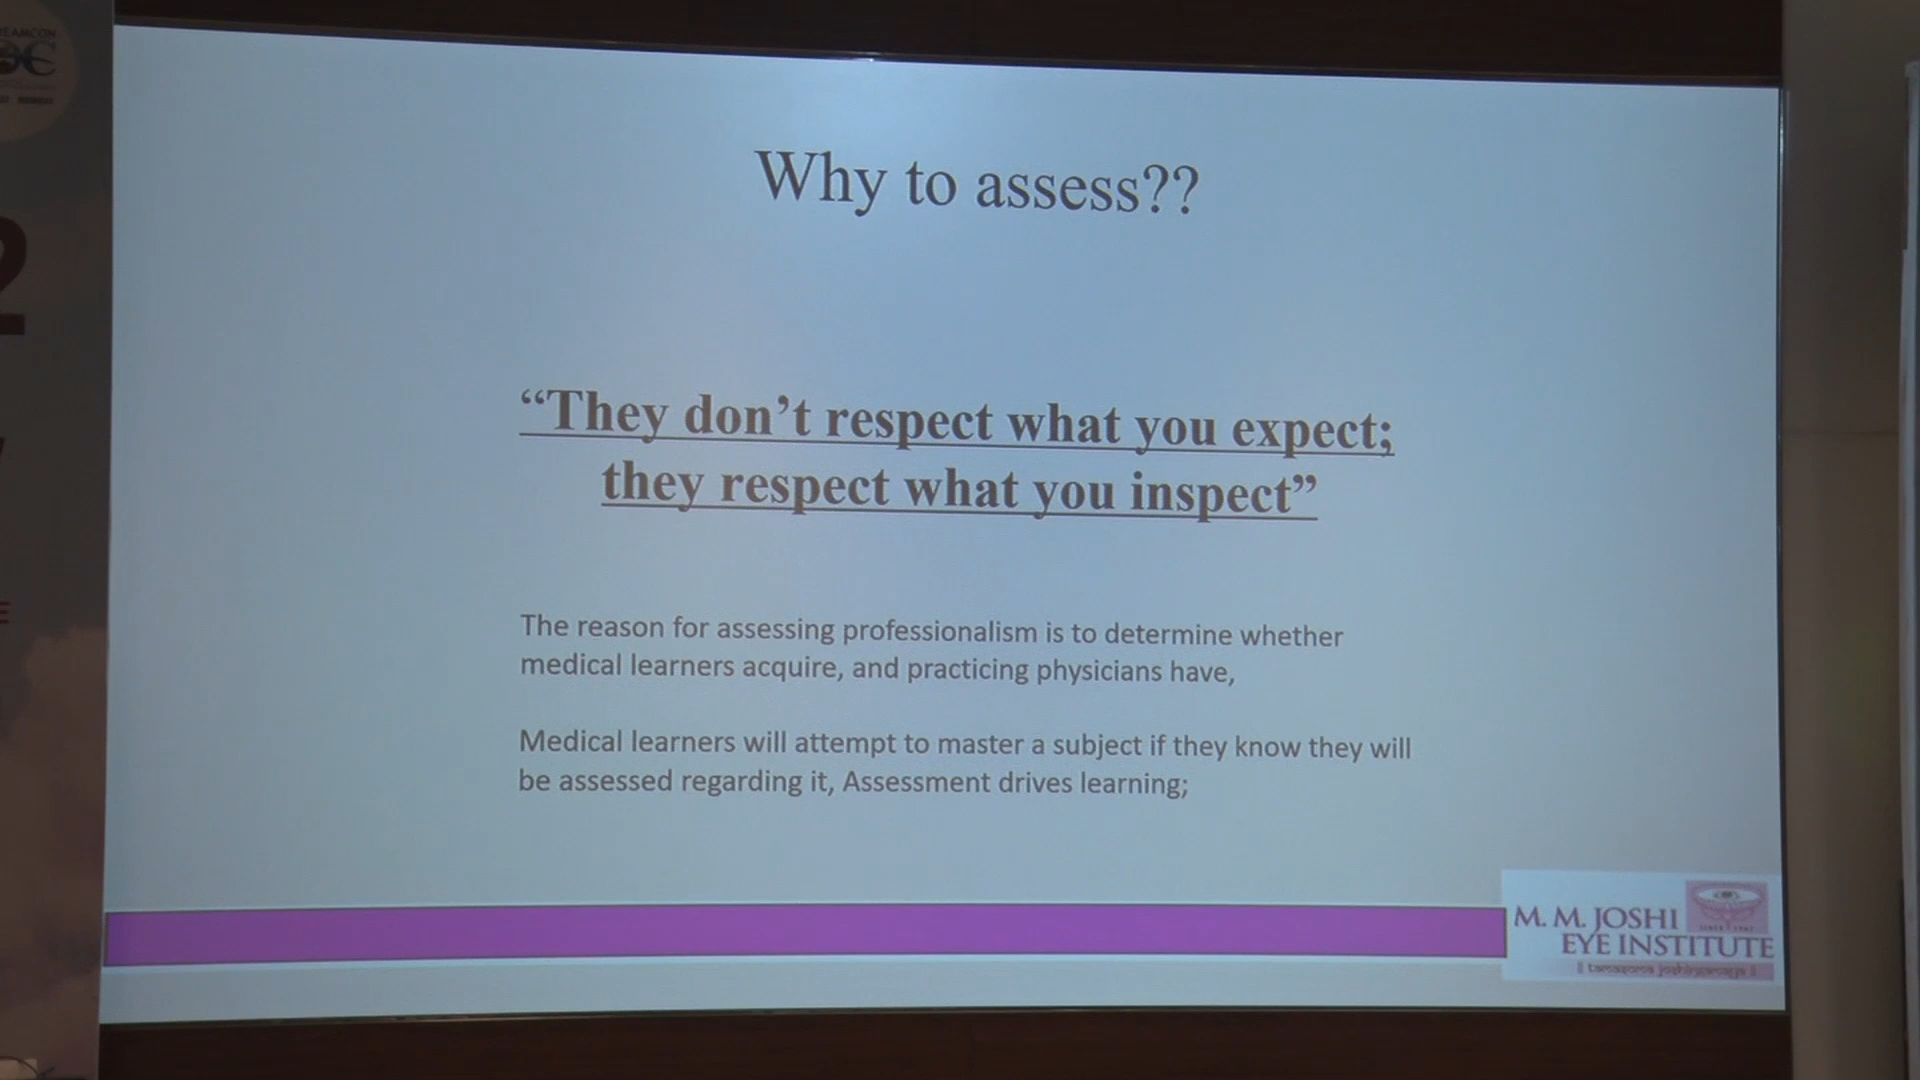 Why to assess??
“They don’t respect what you expect;
they respect what you inspect”
The reason for assessing professionalism is to determine whether
medical learners acquire, and practicing physicians have,
Medical learners will attempt to master a subject if they know they will
be assessed regarding it, Assessment drives learning;
M. M. JOSHI
EYE INSTITUTE
2